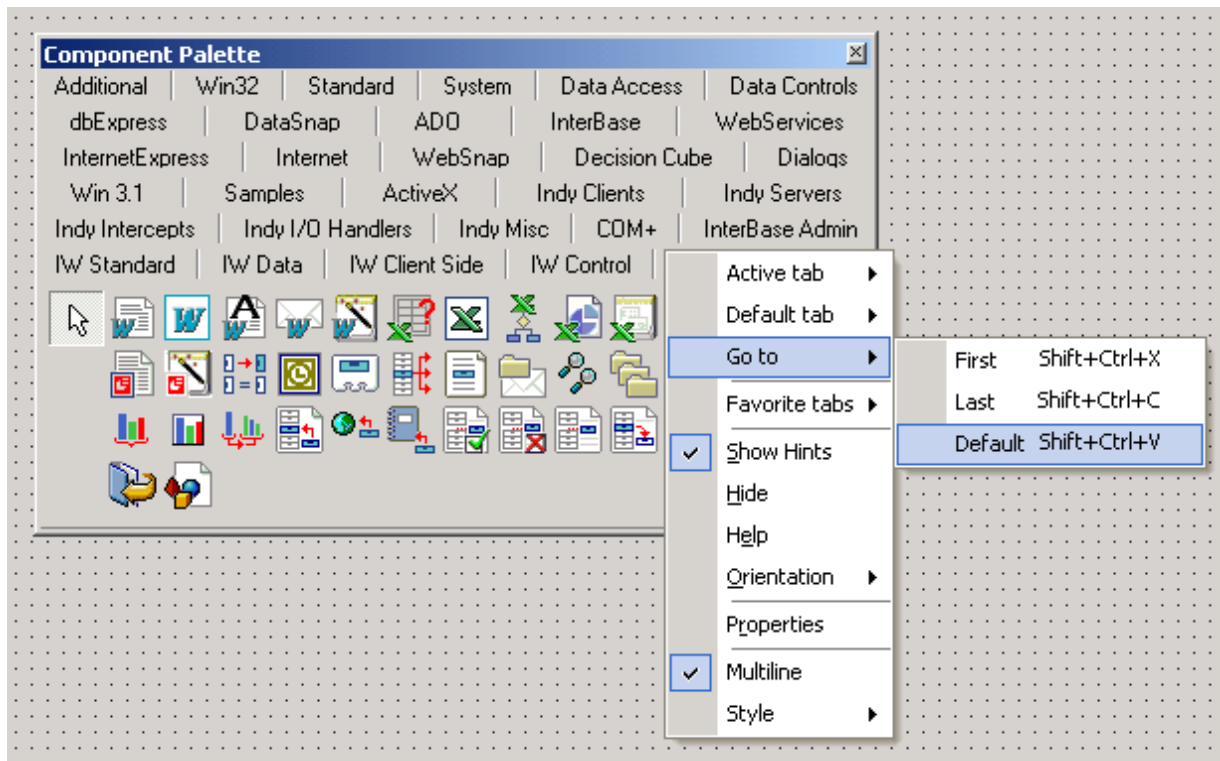 Component Palette
Additional Win32 Standard System Data Access Data Controls
dbExpress DataSnap ADO InterBase WebServices
InternetExpress Internet WebSnap Decision Cube Dialogs
Win 3.1 Samples ActiveX Indy Clients Indy Servers
Indy Intercepts Indy I/O Handlers Indy Misc COM+ InterBase Admin
IW Standard IW Data IW Client Side IW Control
Active tab
Default tab
Go to
First Shift+Ctrl+X
Last Shift+Ctrl+C
Default Shift+Ctrl+V
Favorite tabs
Show Hints
Hide
Help
Orientation
Properties
Multiline
Style